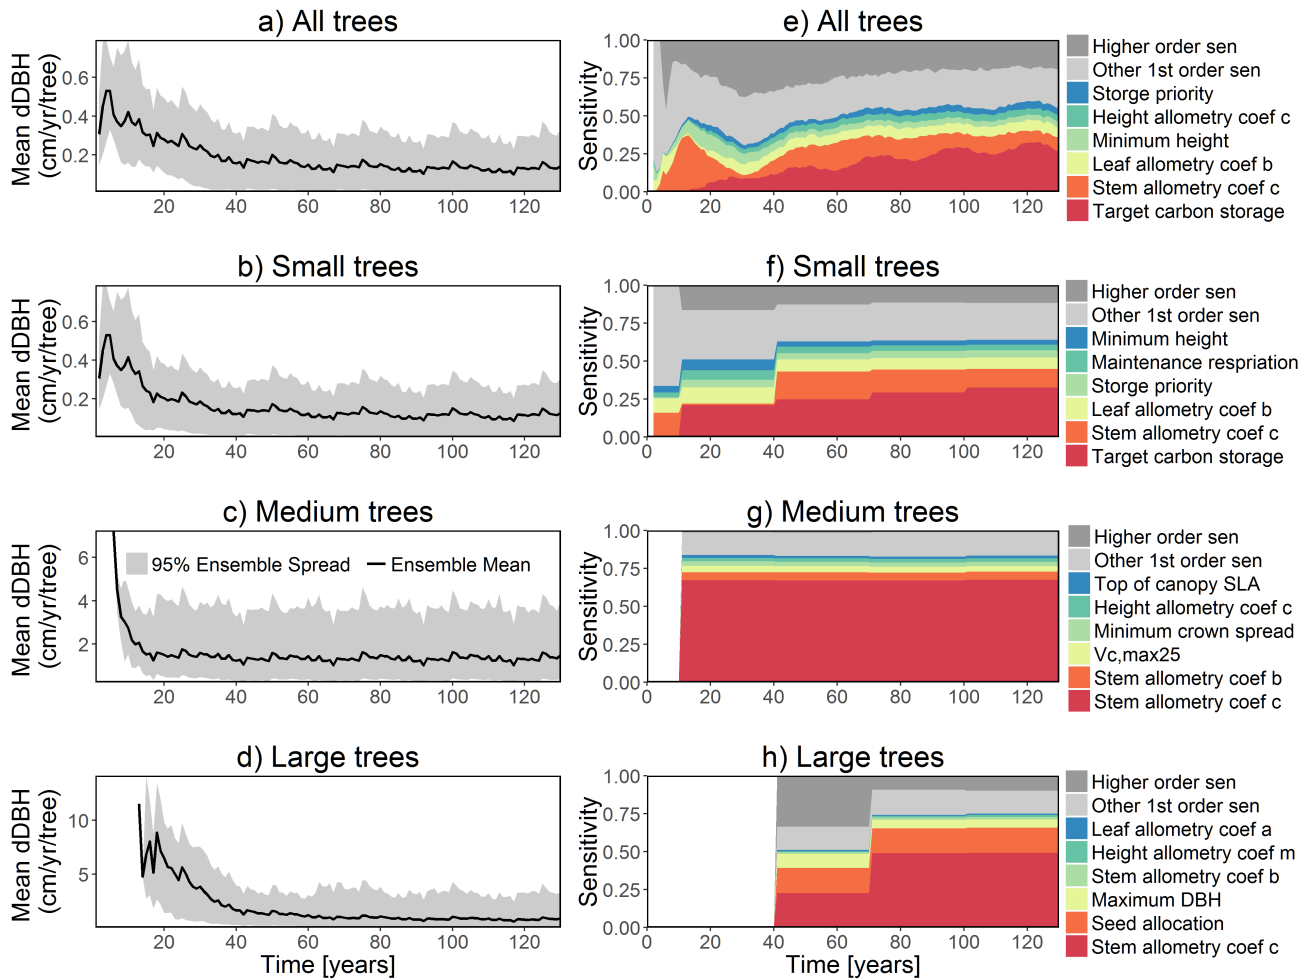 a) All trees
Mean dDBH
(cm/yr/tree)
0.6
0.4
0.2
20 40 60 80 100 120
e) All trees
Sensitivity
1.00
0.75
0.50
0.25
0.00
0 20 40 60 80 100 120
Higher order sen
Other 1st order sen
Storge priority
Height allometry coef c
Minimum height
Leaf allometry coef b
Stem allometry coef c
Target carbon storage
b) Small trees
Mean dDBH
(cm/yr/tree)
0.6
0.4
0.2
20 40 60 80 100 120
f) Small trees
Sensitivity
1.00
0.75
0.50
0.25
0.00
0 20 40 60 80 100 120
Higher order sen
Other 1st order sen
Minimum height
Maintenance respriation
Storge priority
Leaf allometry coef b
Stem allometry coef c
Target carbon storage
c) Medium trees
Mean dDBH
(cm/yr/tree)
6
4
2
95% Ensemble Spread
Ensemble Mean
20 40 60 80 100 120
g) Medium trees
Sensitivity
1.00
0.75
0.50
0.25
0.00
0 20 40 60 80 100 120
Higher order sen
Other 1st order sen
Top of canopy SLA
Height allometry coef c
Minimum crown spread
Vc,max25
Stem allometry coef b
Stem allometry coef c
d) Large trees
Mean dDBH
(cm/yr/tree)
10
5
20 40 60 80 100 120
Time [years]
h) Large trees
Sensitivity
1.00
0.75
0.50
0.25
0.00
0 20 40 60 80 100 120
Time [years]
Higher order sen
Other 1st order sen
Leaf allometry coef a
Height allometry coef m
Stem allometry coef b
Maximum DBH
Seed allocation
Stem allometry coef c